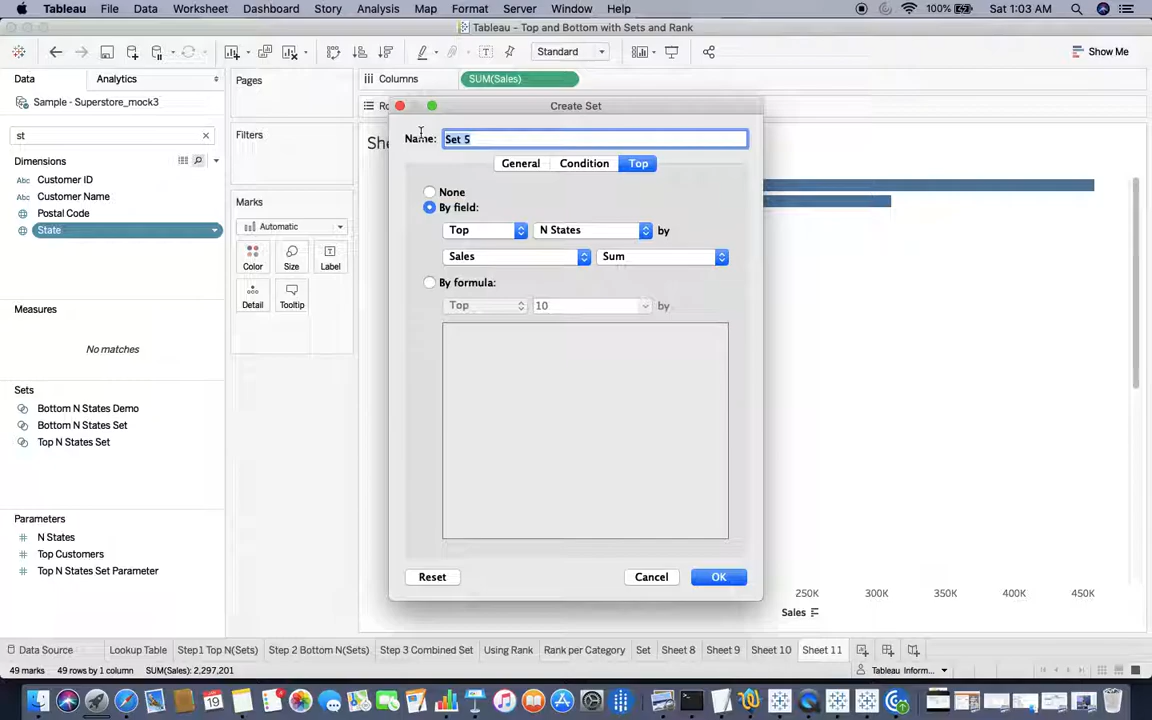 Tableau File Data Worksheet Dashboard Story Analysis Map Format Server Window Help 100% Sat 1:03 AM
Tableau - Top and Bottom with Sets and Rank
Standard Show Me
Data Analytics Pages Columns SUM(Sales)
Sample - Superstore_mock3
Create Set
st
Filters
Name: Set 5
She
Dimensions
General Condition Top
Abc Customer ID
Abc Customer Name
None
Marks
Postal Code
By field:
State
Automatic
Top N States by
Sales Sum
Color Size Label
By formula:
Detail Tooltip
Top 10 by
Measures
No matches
Sets
Bottom N States Demo
Bottom N States Set
Top N States Set
Parameters
N States
Top Customers
Top N States Set Parameter
Reset Cancel OK
250K 300K 350K 400K 450K
Sales
Data Source Lookup Table Step1 Top N(Sets) Step 2 Bottom N(Sets) Step 3 Combined Set Using Rank Rank per Category Set Sheet 8 Sheet 9 Sheet 10 Sheet 11
49 marks 49 rows by 1 column SUM(Sales): 2,297,201 Tableau Inform...
19